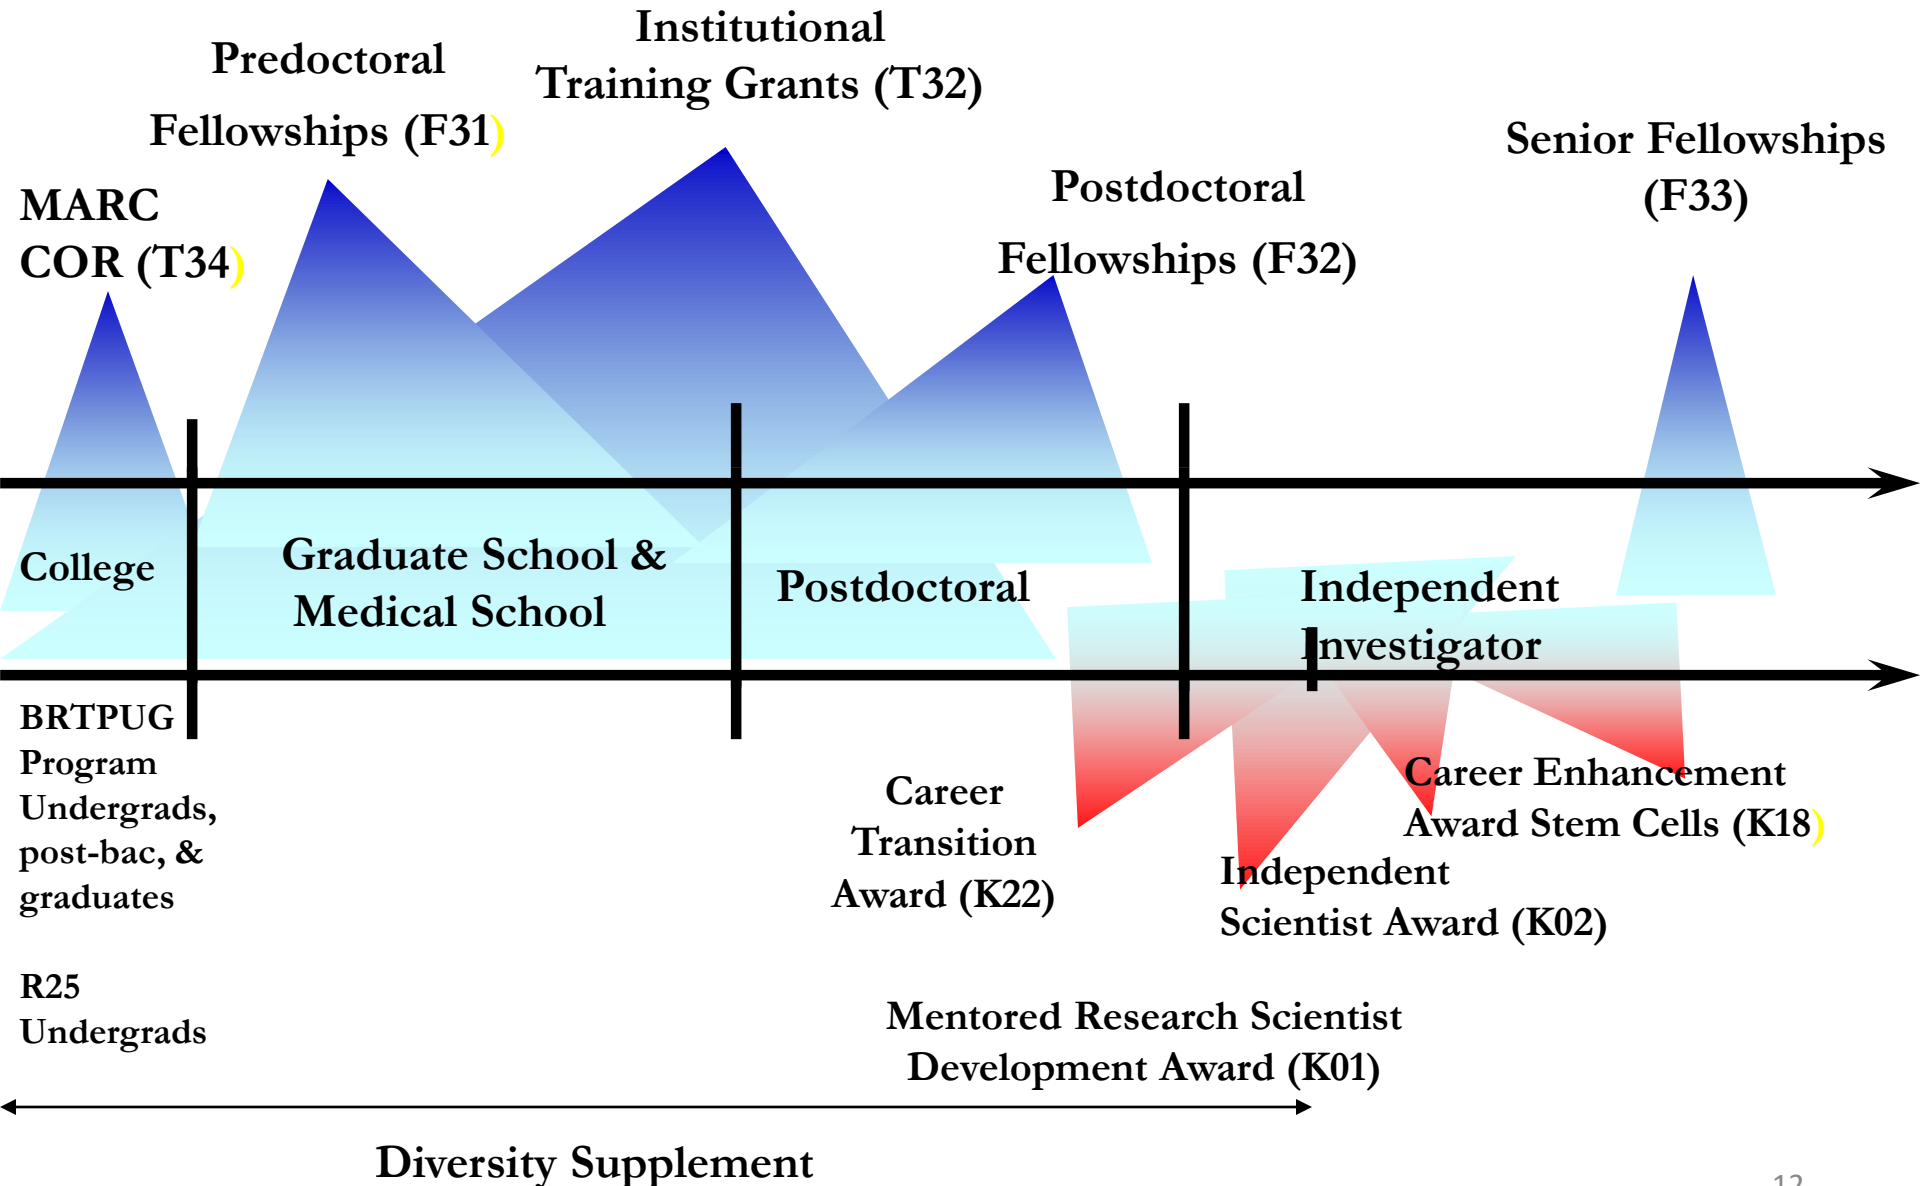 Institutional
Training Grants (T32)
Predoctoral
Fellowships (F31)
Senior Fellowships
(F33)
Postdoctoral
Fellowships (F32)
MARC
COR (T34)
College
Graduate School &
Medical School
Postdoctoral
Independent
Investigator
BRTPUG
Program
Undergrads,
post-bac, &
graduates
R25
Undergrads
Career
Transition
Award (K22)
Career Enhancement
Award Stem Cells (K18)
Independent
Scientist Award (K02)
Mentored Research Scientist
Development Award (K01)
Diversity Supplement
12